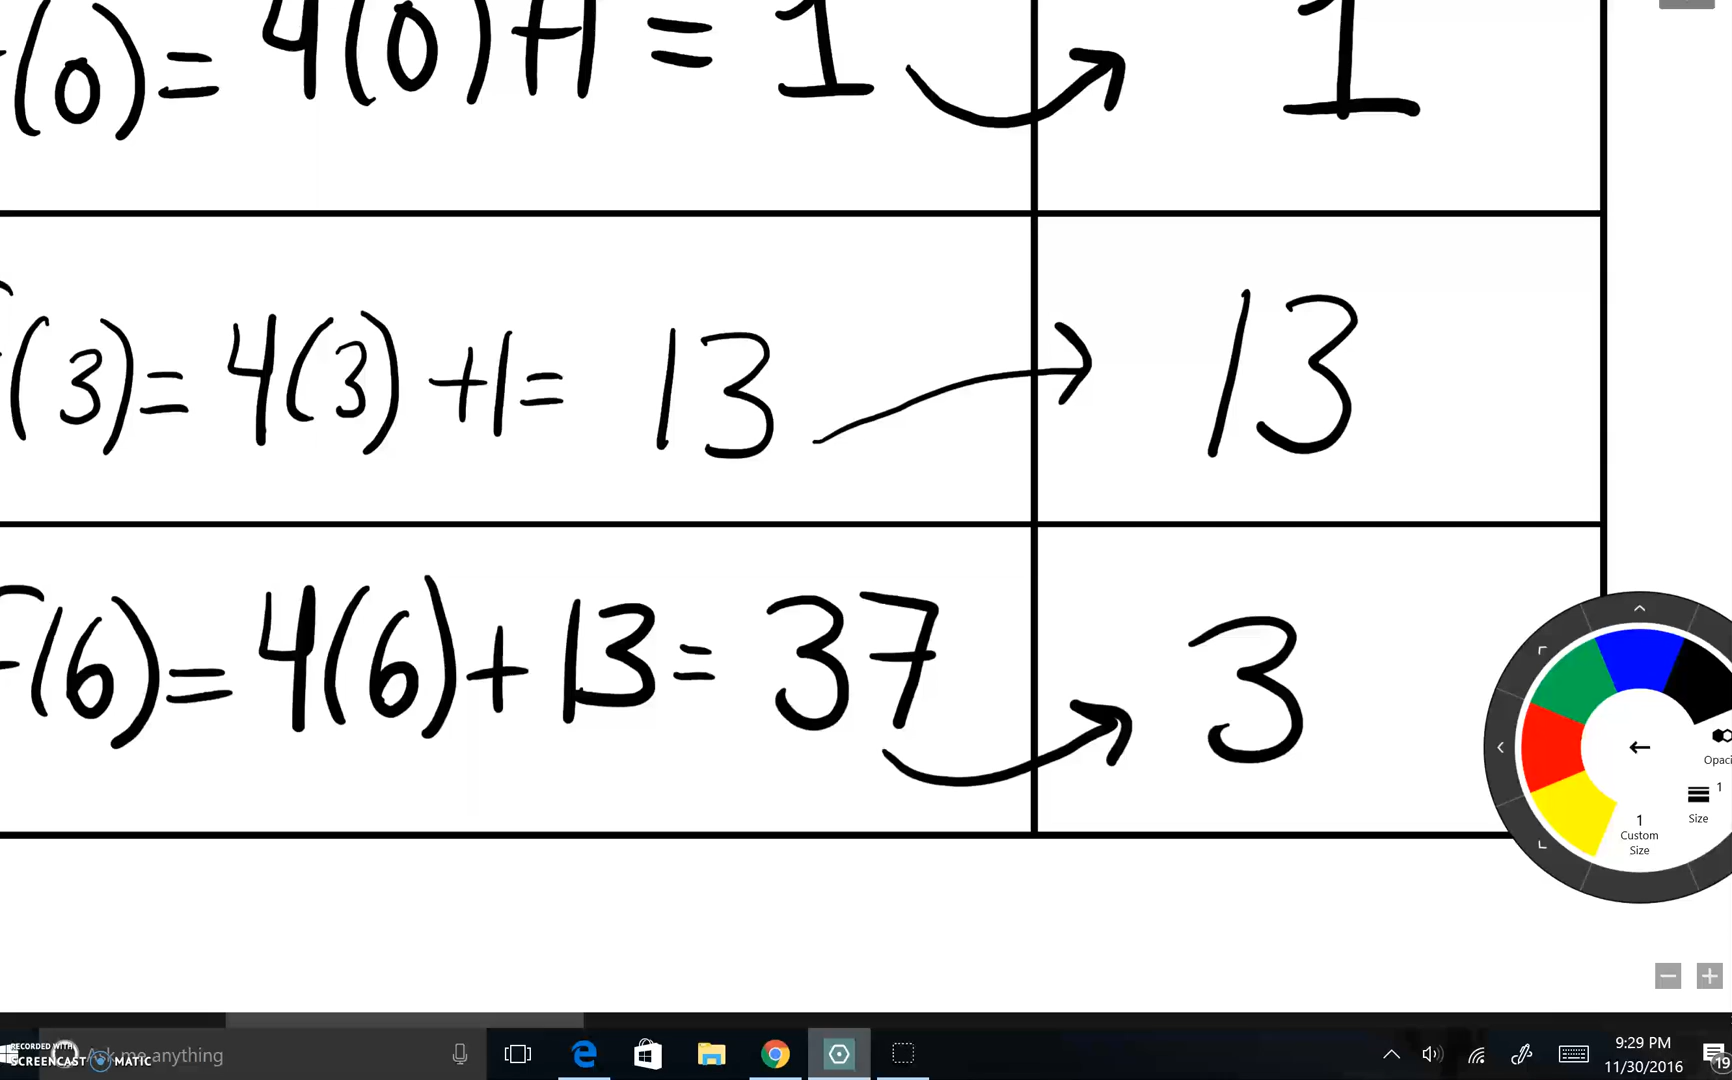 (0) = 4(0)+1 = 1 → 1
f(3) = 4(3) +1 = 13 → 13
f(6) = 4(6) + 13 = 37 → 3
Opaci
1
Size
1
Custom
Size
RECORDED WITH
SCREENCAST MATIC
Ask me anything
9:29 PM
11/30/2016
19